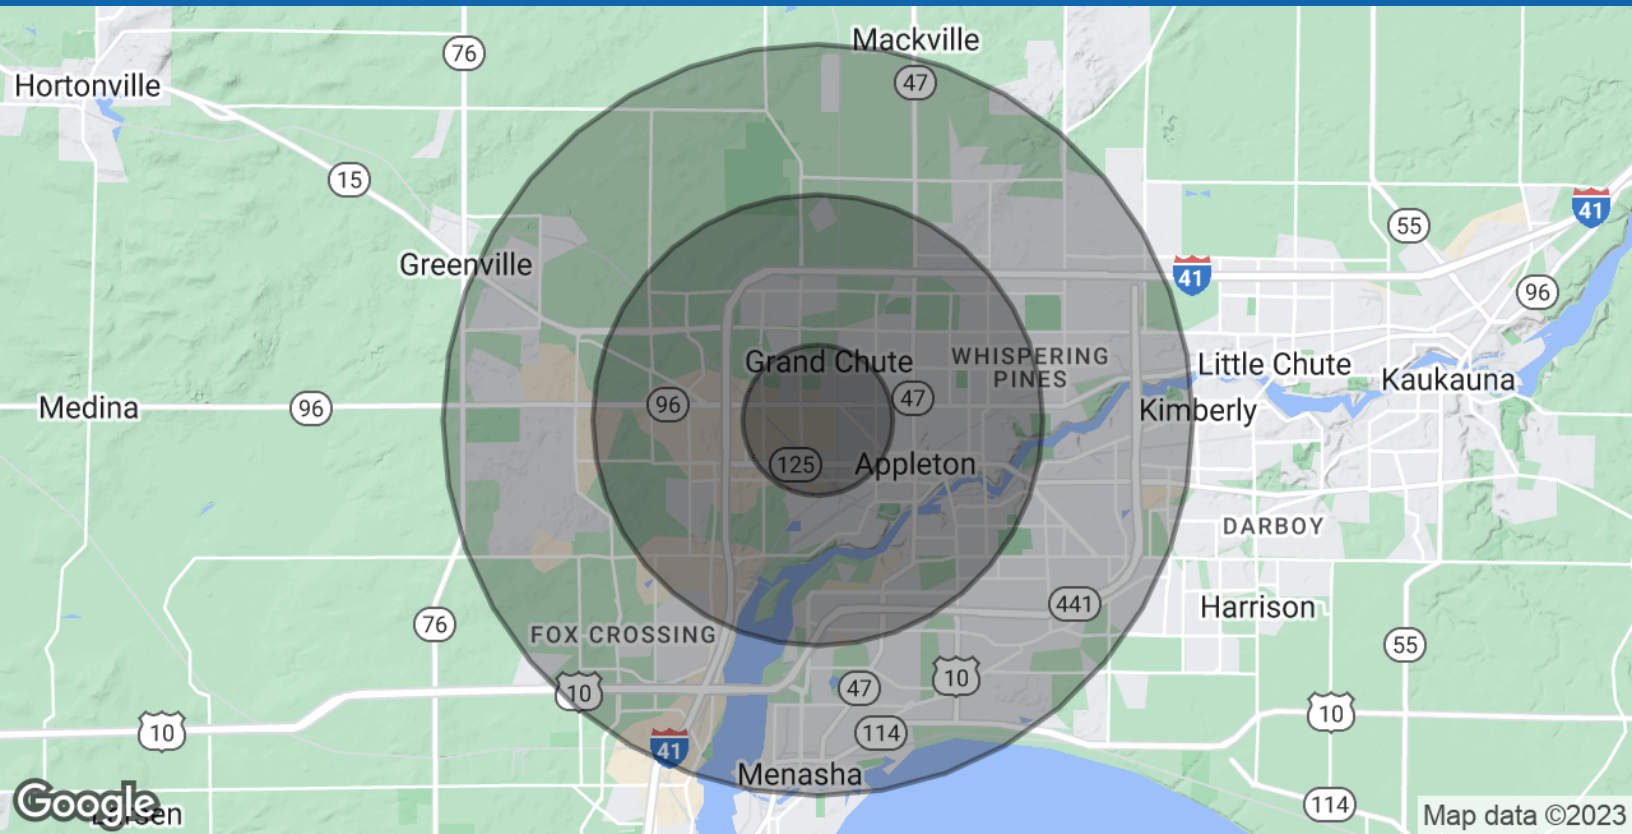 Mackville
76
47
Hortonville
15
41
55
Greenville
41
96
Grand Chute
WHISPERING
PINES
Little Chute
Kaukauna
Medina
96
96
47
Kimberly
125
Appleton
DARBOY
441
Harrison
76
FOX CROSSING
55
10
47
10
10
10
114
41
Menasha
Google
114
Map data ©2023